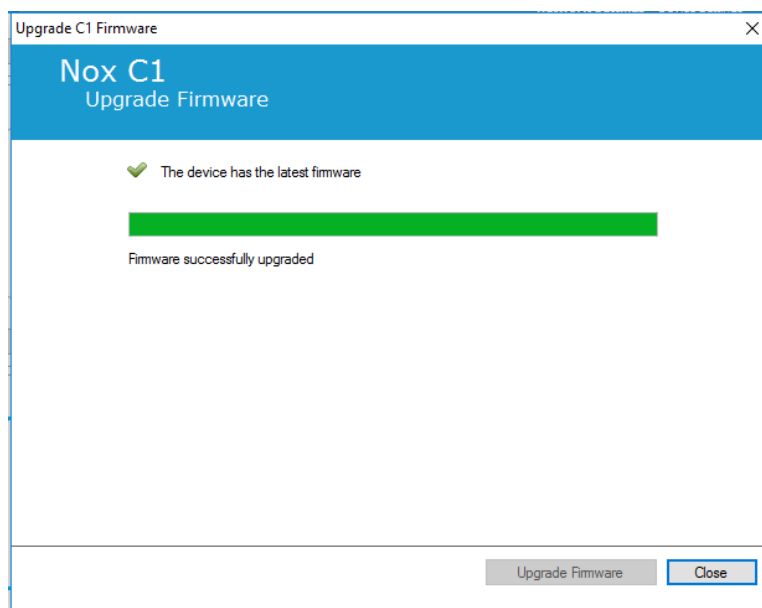 Upgrade C1 Firmware
Nox C1
Upgrade Firmware
The device has the latest firmware
Firmware successfully upgraded
Upgrade Firmware
Close